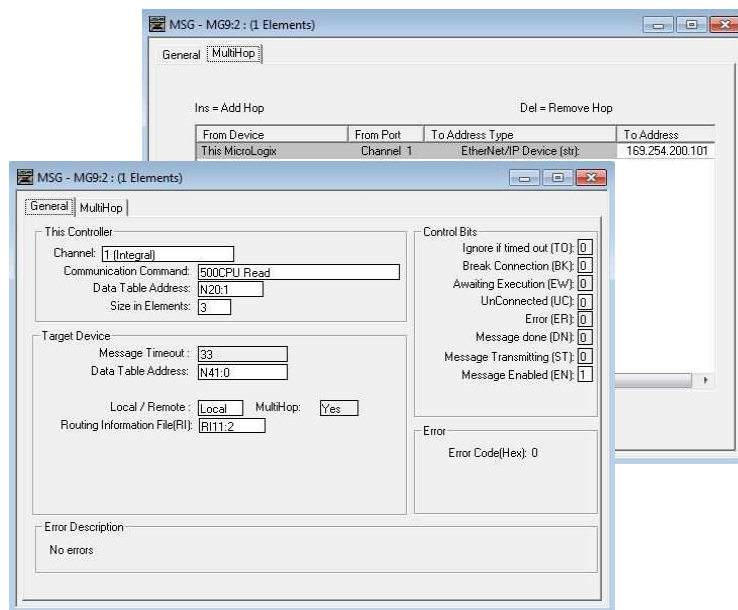 MSG - MG9:2 : (1 Elements)
General MultiHop
Ins = Add Hop Del = Remove Hop
From Device From Port To Address Type To Address
This MicroLogix Channel 1 EtherNet/IP Device (str): 169.254.200.101
MSG - MG9:2 : (1 Elements)
General MultiHop
This Controller
Channel: 1 (Integral)
Communication Command: 500CPU Read
Data Table Address: N20:1
Size in Elements: 3
Target Device
Message Timeout : 33
Data Table Address: N41:0
Local / Remote : Local MultiHop: Yes
Routing Information File(RI): RI11:2
Control Bits
Ignore if timed out (TO): 0
Break Connection (BK): 0
Awaiting Execution (EW): 0
UnConnected (UC): 0
Error (ER): 0
Message done (DN): 0
Message Transmitting (ST): 0
Message Enabled (EN): 1
Error
Error Code(Hex): 0
Error Description
No errors